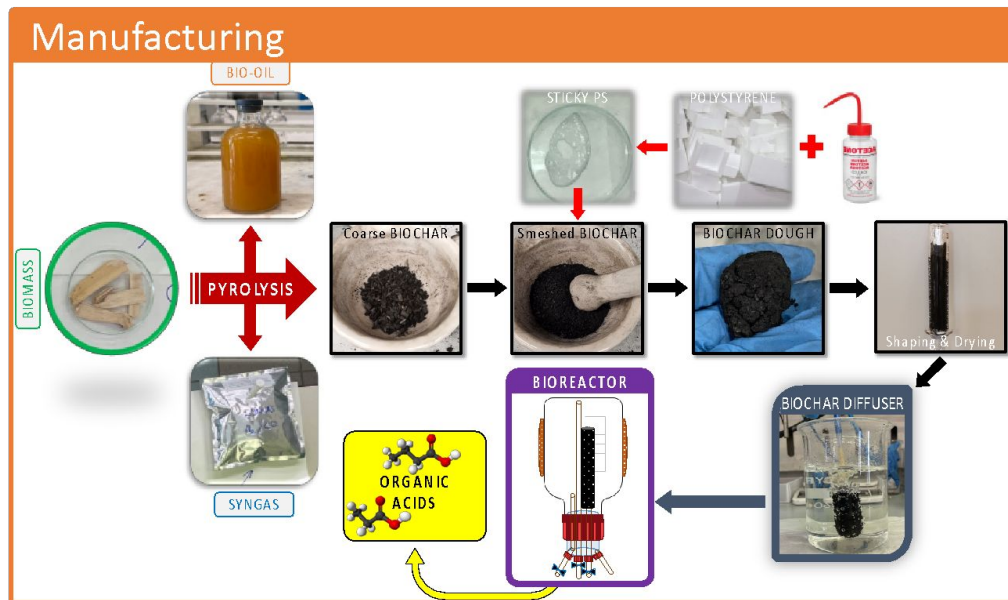 Manufacturing
BIO-OIL
STICKY PS
POLYSTYRENE
ACETONE
BIOMASS
PYROLYSIS
Coarse BIOCHAR
Smeshed BIOCHAR
BIOCHAR DOUGH
Shaping & Drying
SYNGAS
ORGANIC
ACIDS
BIOREACTOR
BIOCHAR DIFFUSER